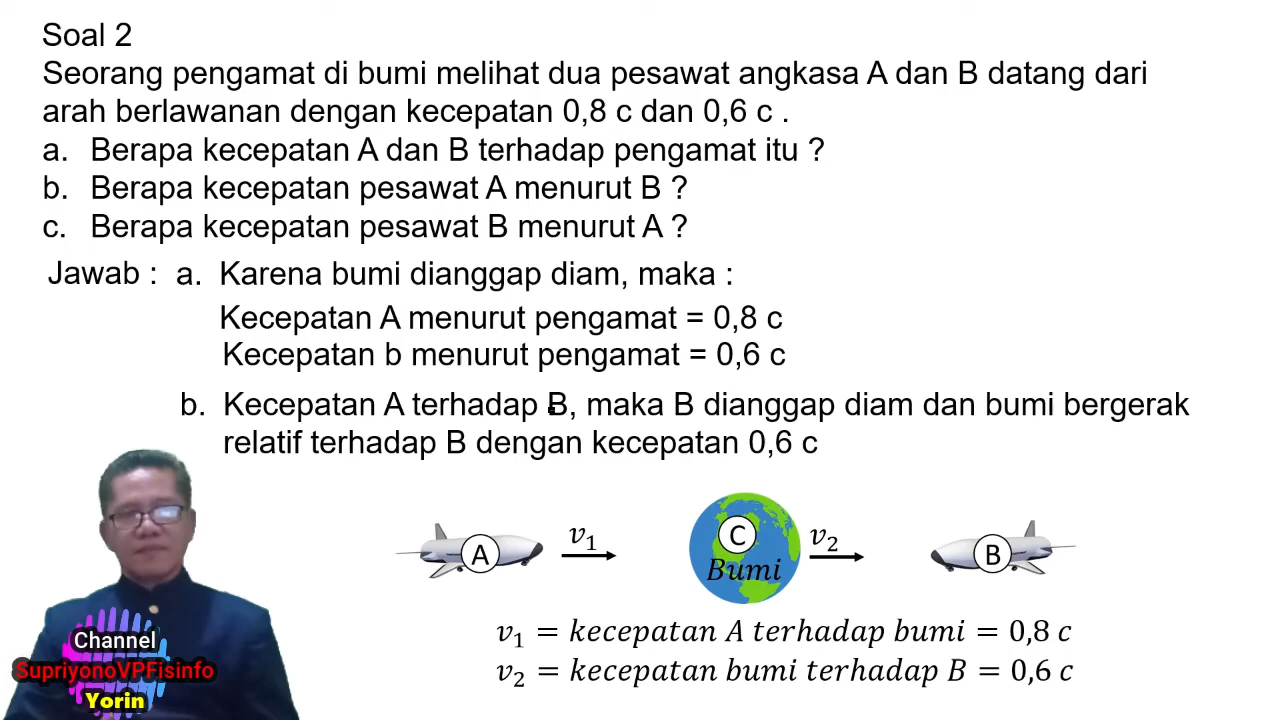 Soal 2
Seorang pengamat di bumi melihat dua pesawat angkasa A dan B datang dari
arah berlawanan dengan kecepatan 0,8 c dan 0,6 c .
a. Berapa kecepatan A dan B terhadap pengamat itu ?
b. Berapa kecepatan pesawat A menurut B ?
c. Berapa kecepatan pesawat B menurut A ?
Jawab : a. Karena bumi dianggap diam, maka :
Kecepatan A menurut pengamat = 0,8 c
Kecepatan b menurut pengamat = 0,6 c
b. Kecepatan A terhadap B, maka B dianggap diam dan bumi bergerak
relatif terhadap B dengan kecepatan 0,6 c
A
v₁
C
Bumi
v₂
B
v₁ = kecepatan A terhadap bumi = 0,8 c
v₂ = kecepatan bumi terhadap B = 0,6 c
Channel
SupriyonoVPFisinfo
Yorin